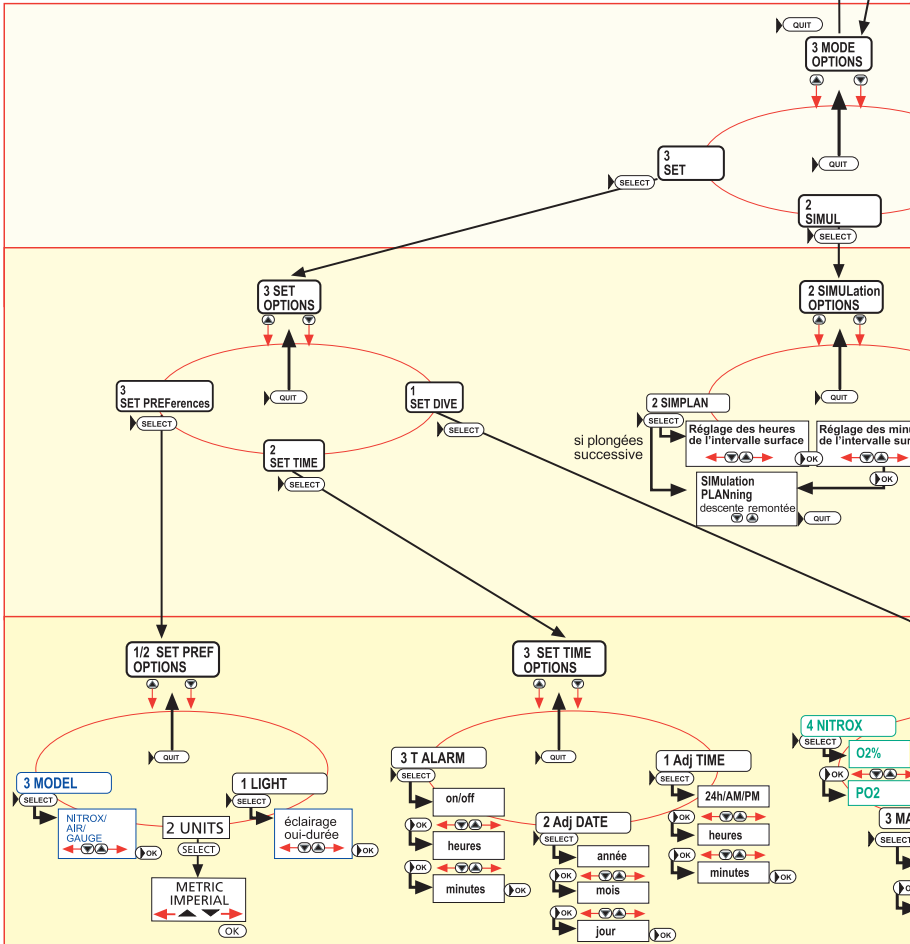 QUIT
3 MODE
OPTIONS
QUIT
3
SET
SELECT
2
SIMUL
SELECT
3 SET
OPTIONS
2 SIMULation
OPTIONS
QUIT
QUIT
3
SET PREFerences
SELECT
1
SET DIVE
SELECT
2
SET TIME
SELECT
2 SIMPLAN
SELECT
si plongées
successive
Réglage des heures
de l'intervalle surface
OK
Réglage des
de l'intervalle
OK
SIMulation
PLANning
descente remontée
QUIT
1/2 SET PREF
OPTIONS
QUIT
3 MODEL
SELECT
NITROX/
AIR/
GAUGE
OK
2 UNITS
SELECT
METRIC
IMPERIAL
OK
1 LIGHT
SELECT
éclairage
oui-durée
OK
3 SET TIME
OPTIONS
QUIT
3 T ALARM
SELECT
on/off
OK
heures
OK
minutes
OK
2 Adj DATE
SELECT
année
OK
mois
OK
jour
OK
1 Adj TIME
SELECT
24h/AM/PM
OK
heures
OK
minutes
OK
4 NITROX
SELECT
O2%
OK
PO2
3
SELECT